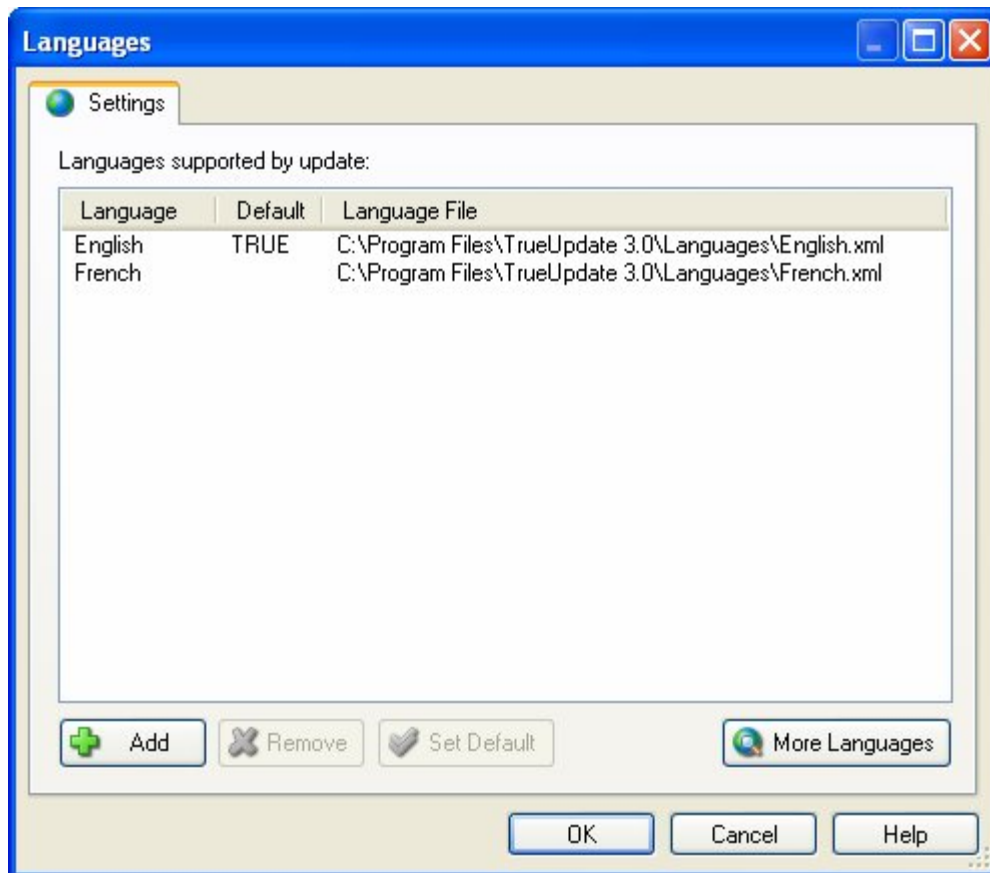 Languages
Settings
Languages supported by update:
Language Default Language File
English TRUE C:\Program Files\TrueUpdate 3.0\Languages\English.xml
French C:\Program Files\TrueUpdate 3.0\Languages\French.xml
Add Remove Set Default More Languages
OK Cancel Help